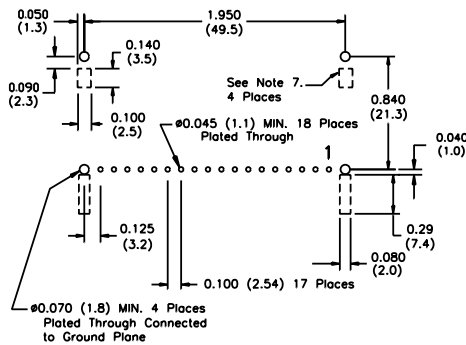 0.050
(1.3)
1.950
(49.5)
0.140
(3.5)
0.090
(2.3)
0.100
(2.5)
See Note 7.
4 Places
0.840
(21.3)
ø0.045 (1.1) MIN. 18 Places
Plated Through
0.040
(1.0)
1
0.125
(3.2)
0.29
(7.4)
0.080
(2.0)
0.100 (2.54) 17 Places
ø0.070 (1.8) MIN. 4 Places
Plated Through Connected
to Ground Plane